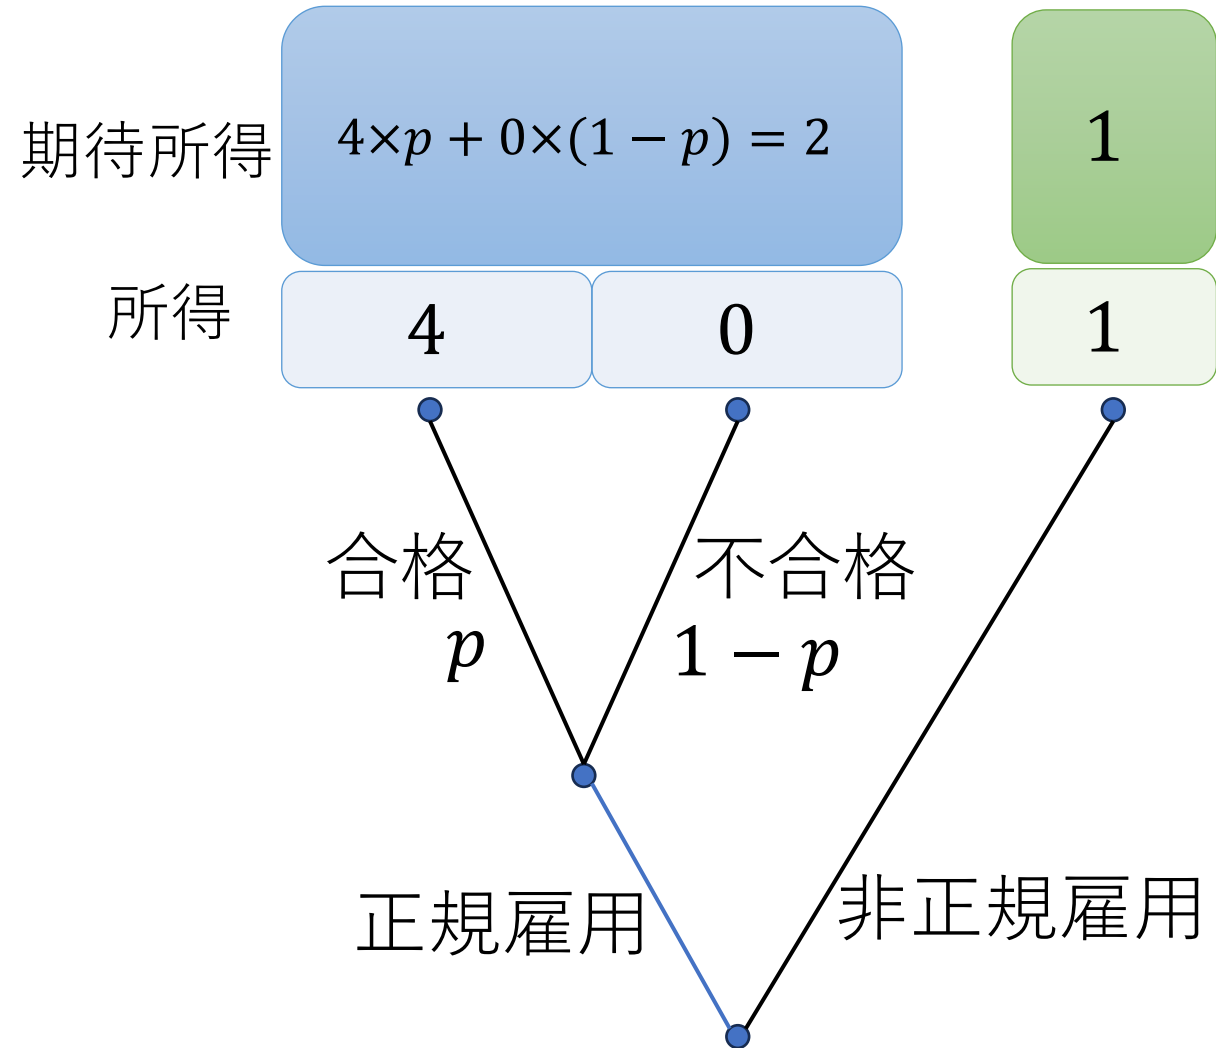 期待所得
4×p + 0×(1 − p) = 2
1
所得
4
0
1
合格
p
不合格
1 − p
正規雇用
非正規雇用